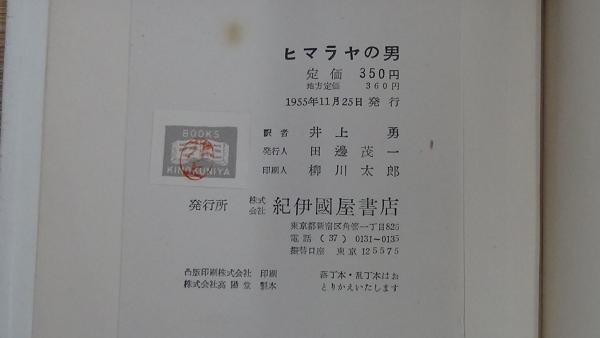 ヒマラヤの男
定価 350円
地方定価 360円
1955年11月25日 発行
訳者 井上勇
発行人 田邊茂一
印刷人 柳川太郎
BOOKS
KINOKUNIYA
発行所 株式会社 紀伊國屋書店
東京都新宿区角筈一丁目826
電話 (37) 0131~0135
振替口座 東京 125575
凸版印刷株式会社 印刷
株式会社高陽堂 製本
落丁本・乱丁本はお
とりかえいたします